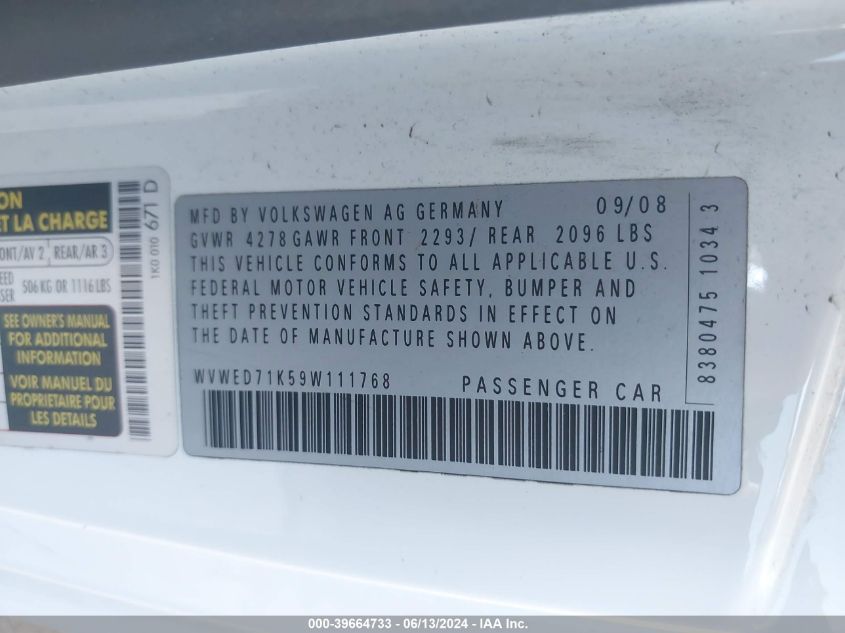 ON
ET LA CHARGE
ONT/AV 2 REAR/AR 3
506 KG OR 1116 LBS
SEE OWNER'S MANUAL
FOR ADDITIONAL
INFORMATION
VOIR MANUEL DU
PROPRIETAIRE POUR
LES DETAILS
1K0 010 671 D
MFD BY VOLKSWAGEN AG GERMANY 09/08
GVWR 4278 GAWR FRONT 2293/ REAR 2096 LBS
THIS VEHICLE CONFORMS TO ALL APPLICABLE U.S.
FEDERAL MOTOR VEHICLE SAFETY, BUMPER AND
THEFT PREVENTION STANDARDS IN EFFECT ON
THE DATE OF MANUFACTURE SHOWN ABOVE.
WVWED71K59W111768 PASSENGER CAR
8380475 1034 3
000-39664733 - 06/13/2024 - IAA Inc.